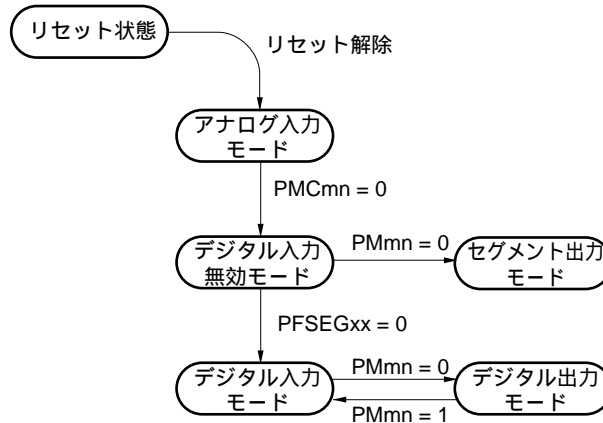 リセット状態
リセット解除
アナログ入力
モード
PMCmn = 0
デジタル入力
無効モード
PMmn = 0
セグメント出力
モード
PFSEGxx = 0
デジタル入力
モード
PMmn = 0
デジタル出力
モード
PMmn = 1